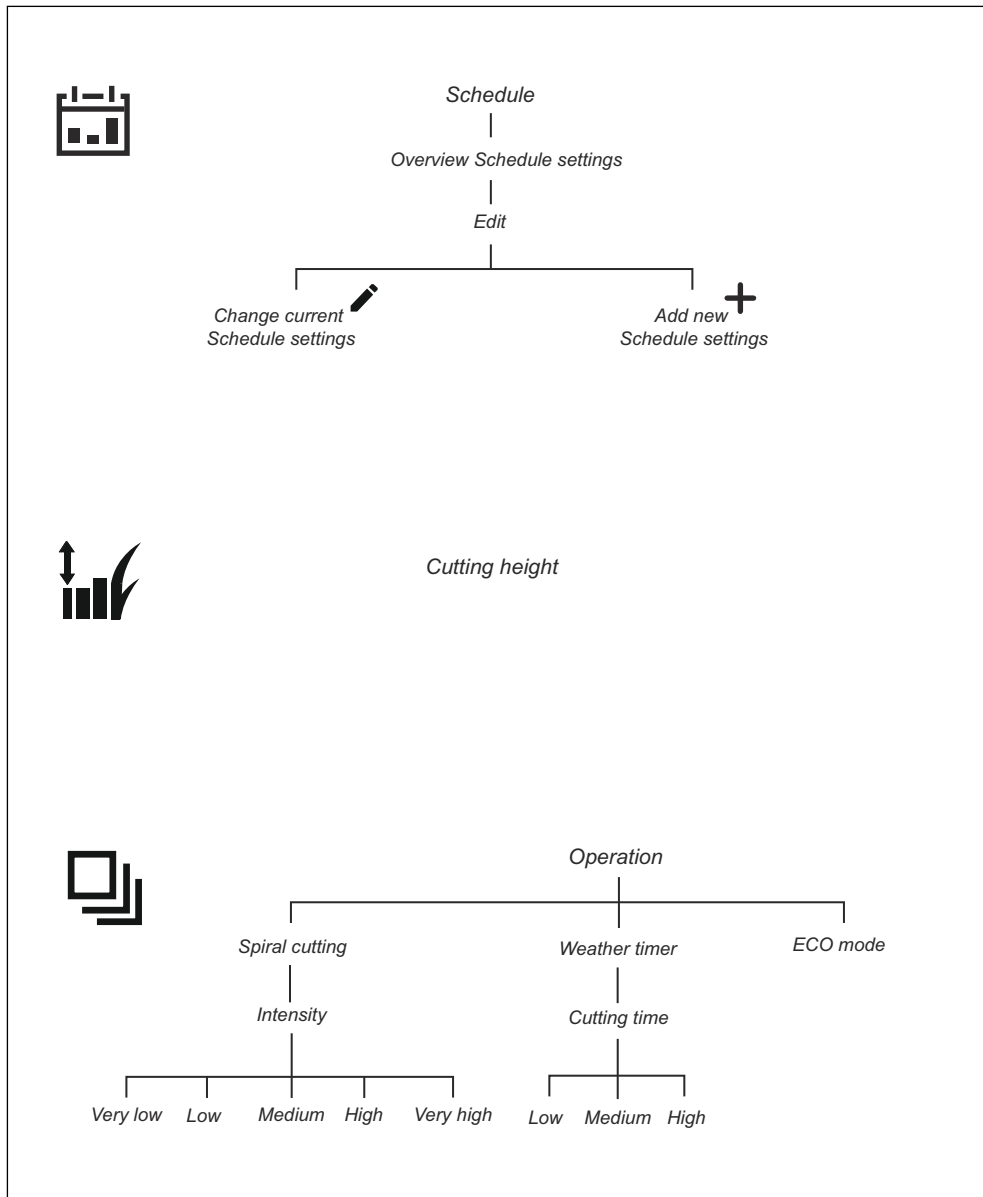 Schedule
Overview Schedule settings
Edit
Change current
Schedule settings
Add new
Schedule settings
Cutting height
Operation
Spiral cutting
Weather timer
ECO mode
Intensity
Cutting time
Very low
Low
Medium
High
Very high
Low
Medium
High